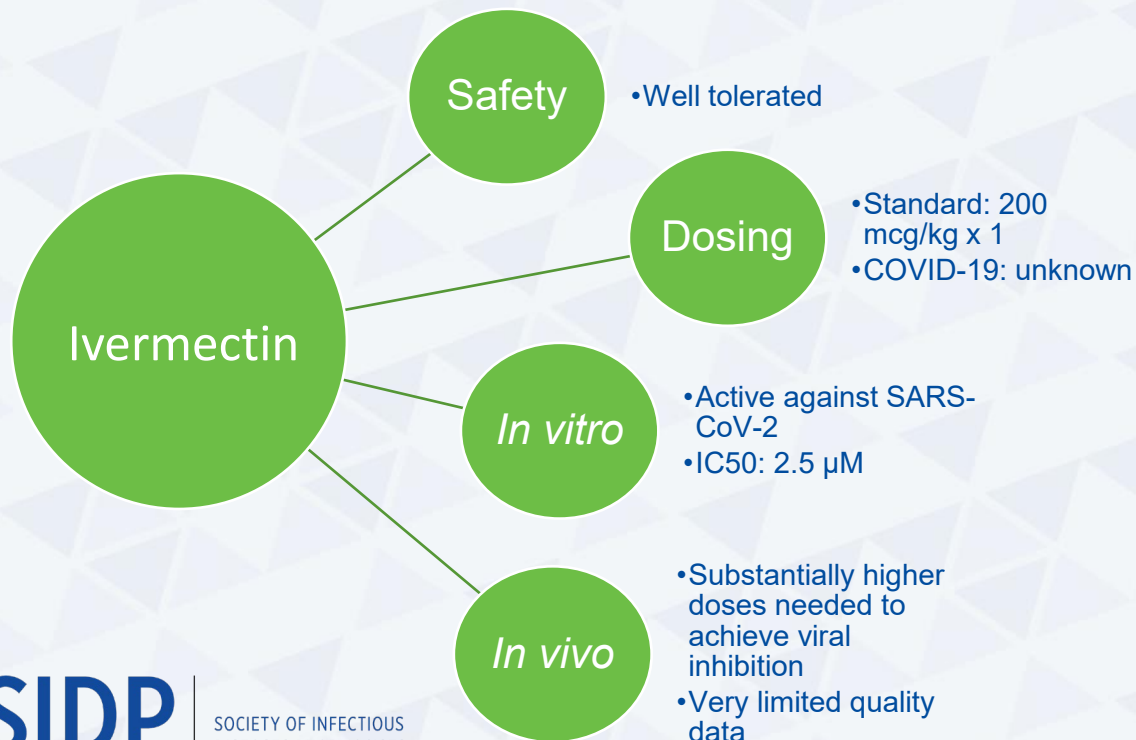 Safety
•Well tolerated
Dosing
•Standard: 200
mcg/kg x 1
•COVID-19: unknown
Ivermectin
In vitro
•Active against SARS-
CoV-2
•IC50: 2.5 µM
In vivo
•Substantially higher
doses needed to
achieve viral
inhibition
•Very limited quality
data
SIDP
SOCIETY OF INFECTIOUS